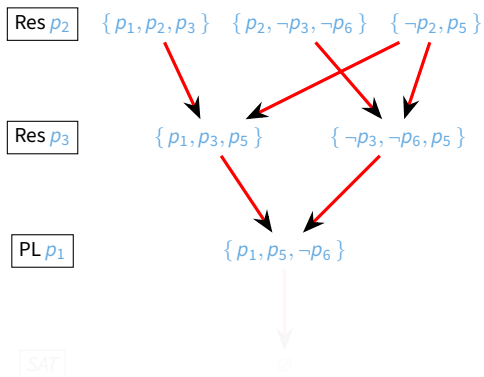 Res p₂ { p₁, p₂, p₃ } { p₂, ¬p₃, ¬p₆ } { ¬p₂, p₅ }
Res p₃ { p₁, p₃, p₅ } { ¬p₃, ¬p₆, p₅ }
PL p₁ { p₁, p₅, ¬p₆ }
SAT ∅